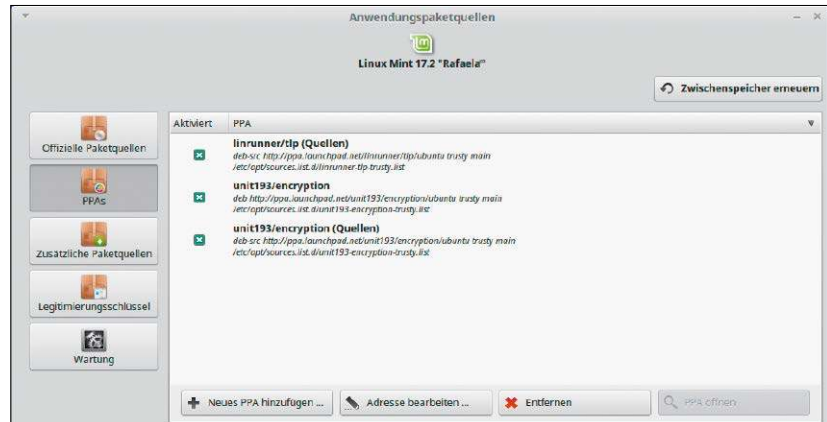 Anwendungspaketquellen
Linux Mint 17.2 "Rafaela"
Zwischenspeicher erneuern
Offizielle Paketquellen
PPAs
Zusätzliche Paketquellen
Legitimierungsschlüssel
Wartung
Aktiviert PPA
linrunner/tlp (Quellen)
deb-src http://ppa.launchpad.net/linrunner/tlp/ubuntu trusty main
/etc/apt/sources.list.d/linrunner-tlp-trusty.list
unit193/encryption
deb http://ppa.launchpad.net/unit193/encryption/ubuntu trusty main
/etc/apt/sources.list.d/unit193-encryption-trusty.list
unit193/encryption (Quellen)
deb-src http://ppa.launchpad.net/unit193/encryption/ubuntu trusty main
/etc/apt/sources.list.d/unit193-encryption-trusty.list
Neues PPA hinzufügen ...
Adresse bearbeiten ...
Entfernen
PPA öffnen